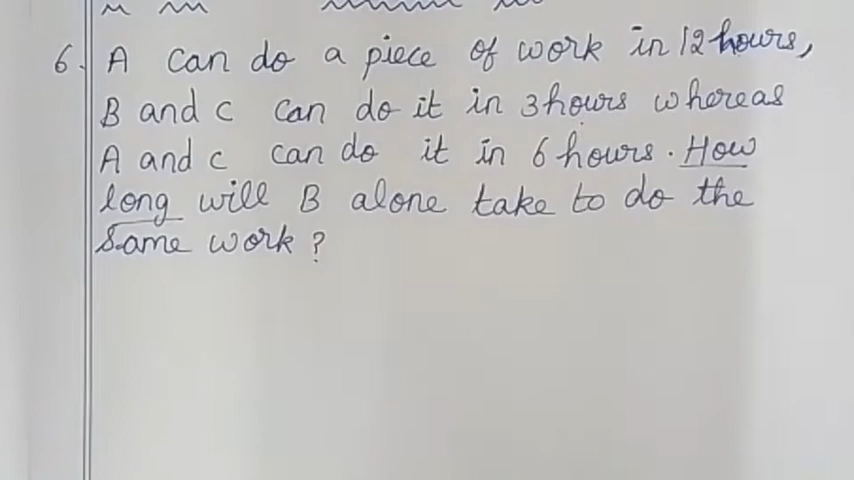 6. A can do a piece of work in 12 hours,
B and c can do it in 3 hours whereas
A and c can do it in 6 hours. How
long will B alone take to do the
same work?